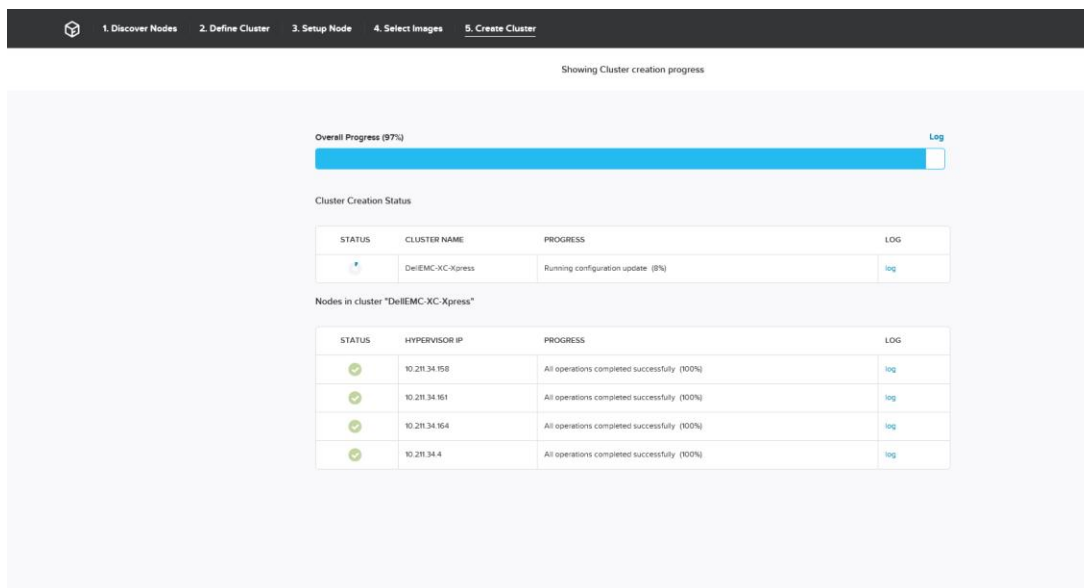 1. Discover Nodes 2. Define Cluster 3. Setup Node 4. Select Images 5. Create Cluster
Showing Cluster creation progress
Overall Progress (97%) Log
Cluster Creation Status
STATUS CLUSTER NAME PROGRESS LOG
DellEMC-XC-Xpress Running configuration update (8%) log
Nodes in cluster "DellEMC-XC-Xpress"
STATUS HYPERVISOR IP PROGRESS LOG
10.211.34.158 All operations completed successfully (100%) log
10.211.34.161 All operations completed successfully (100%) log
10.211.34.164 All operations completed successfully (100%) log
10.211.34.4 All operations completed successfully (100%) log